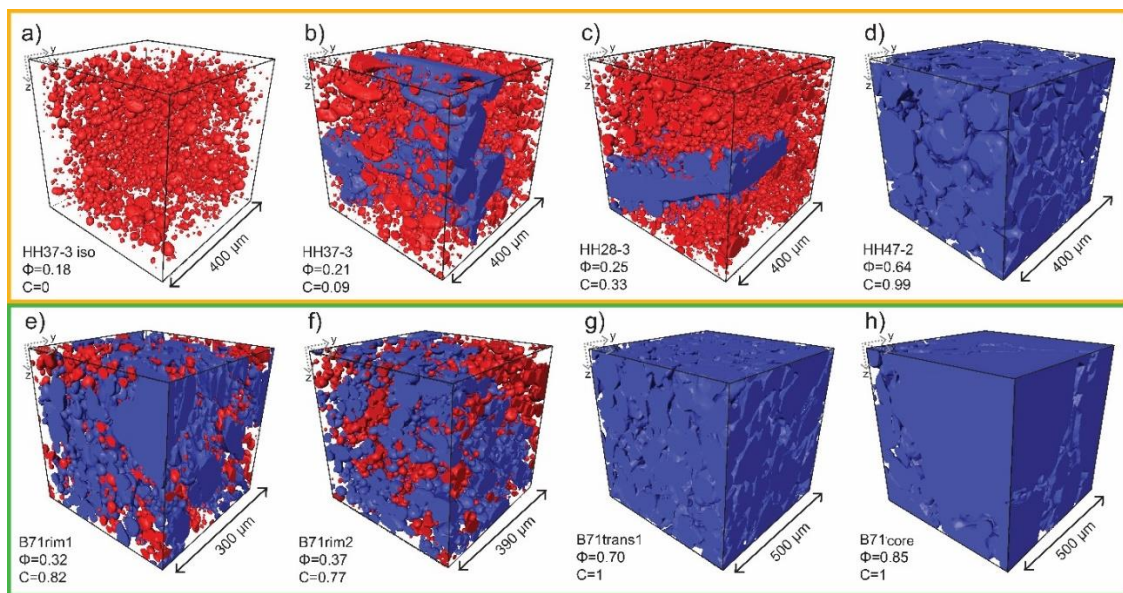 a)
y
x
z
HH37-3 iso
Φ=0.18
C=0
400 µm
b)
y
z
HH37-3
Φ=0.21
C=0.09
400 µm
c)
y
z
HH28-3
Φ=0.25
C=0.33
400 µm
d)
y
z
HH47-2
Φ=0.64
C=0.99
400 µm
e)
y
z
B71rim1
Φ=0.32
C=0.82
300 µm
f)
y
z
B71rim2
Φ=0.37
C=0.77
390 µm
g)
y
z
B71trans1
Φ=0.70
C=1
500 µm
h)
y
z
B71core
Φ=0.85
C=1
500 µm